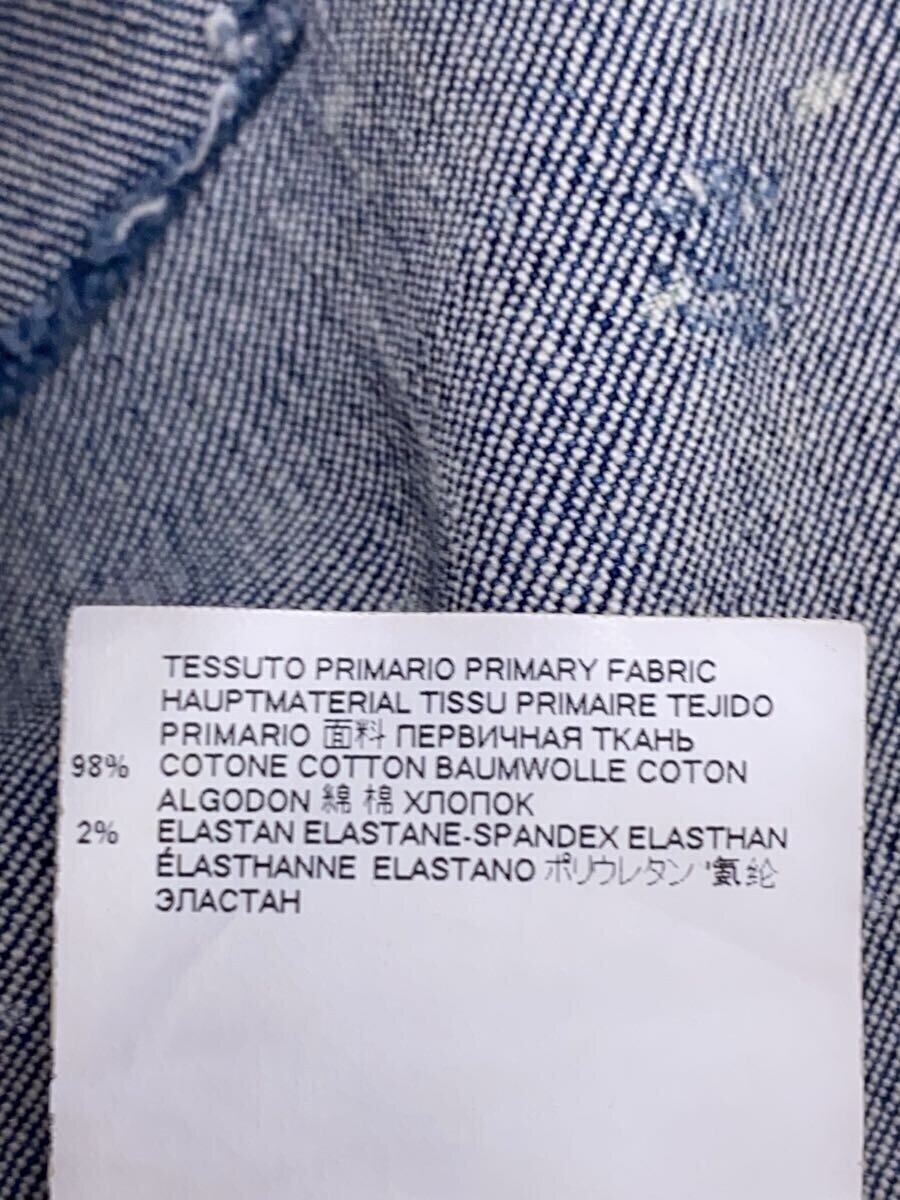 TESSUTO PRIMARIO PRIMARY FABRIC
HAUPTMATERIAL TISSU PRIMAIRE TEJIDO
PRIMARIO 面料 ПЕРВИЧНАЯ ТКАНЬ
98% COTONE COTTON BAUMWOLLE COTON
ALGODON 綿 棉 ХЛОПОК
2% ELASTAN ELASTANE-SPANDEX ELASTHAN
ÉLASTHANNE ELASTANO ポリウレタン 氨纶
ЭЛАСТАН